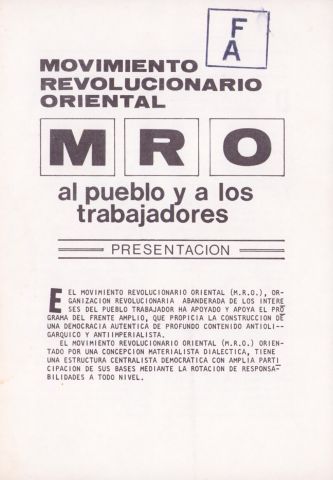 F
A
MOVIMIENTO
REVOLUCIONARIO
ORIENTAL
M R O
al pueblo y a los
trabajadores
PRESENTACION
E EL MOVIMIENTO REVOLUCIONARIO ORIENTAL (M.R.O.), OR-
GANIZACION REVOLUCIONARIA ABANDERADA DE LOS INTERE
SES DEL PUEBLO TRABAJADOR HA APOYADO Y APOYA EL PRO
GRAMA DEL FRENTE AMPLIO, QUE PROPICIA LA CONSTRUCCION DE
UNA DEMOCRACIA AUTENTICA DE PROFUNDO CONTENIDO ANTIOLI--
GARQUICO Y ANTIIMPERIALISTA.
EL MOVIMIENTO REVOLUCIONARIO ORIENTAL (M.R.O.) ORIEN-
TADO POR UNA CONCEPCION MATERIALISTA DIALECTICA, TIENE
UNA ESTRUCTURA CENTRALISTA DEMOCRATICA CON AMPLIA PARTI
CIPACION DE SUS BASES MEDIANTE LA ROTACION DE RESPONSA-
BILIDADES A TODO NIVEL.